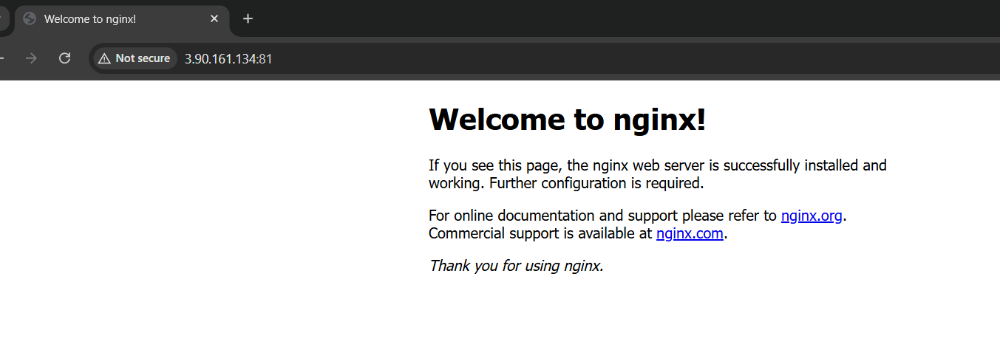 Welcome to nginx!
Not secure
3.90.161.134:81
Welcome to nginx!
If you see this page, the nginx web server is successfully installed and
working. Further configuration is required.
For online documentation and support please refer to nginx.org.
Commercial support is available at nginx.com.
Thank you for using nginx.